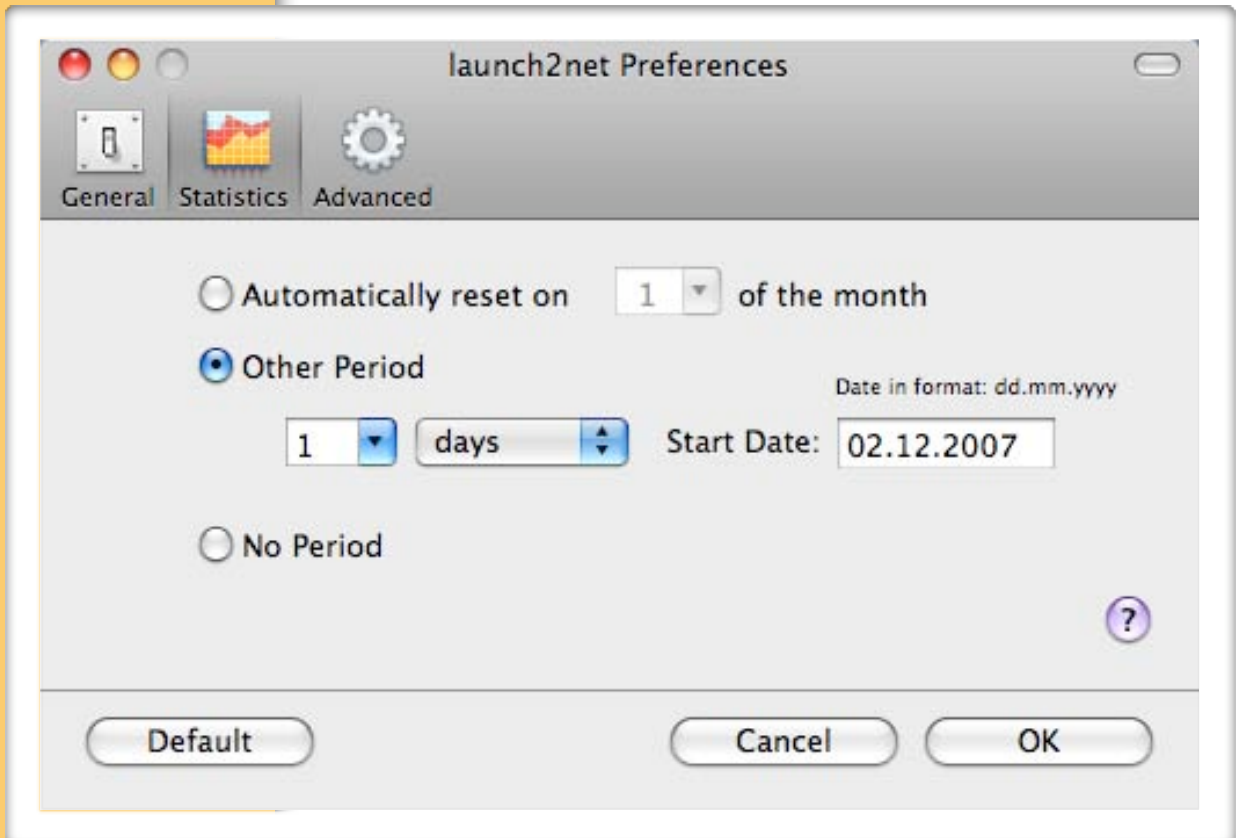 launch2net Preferences
General Statistics Advanced
Automatically reset on 1 of the month
Other Period
Date in format: dd.mm.yyyy
1 days Start Date: 02.12.2007
No Period
?
Default Cancel OK